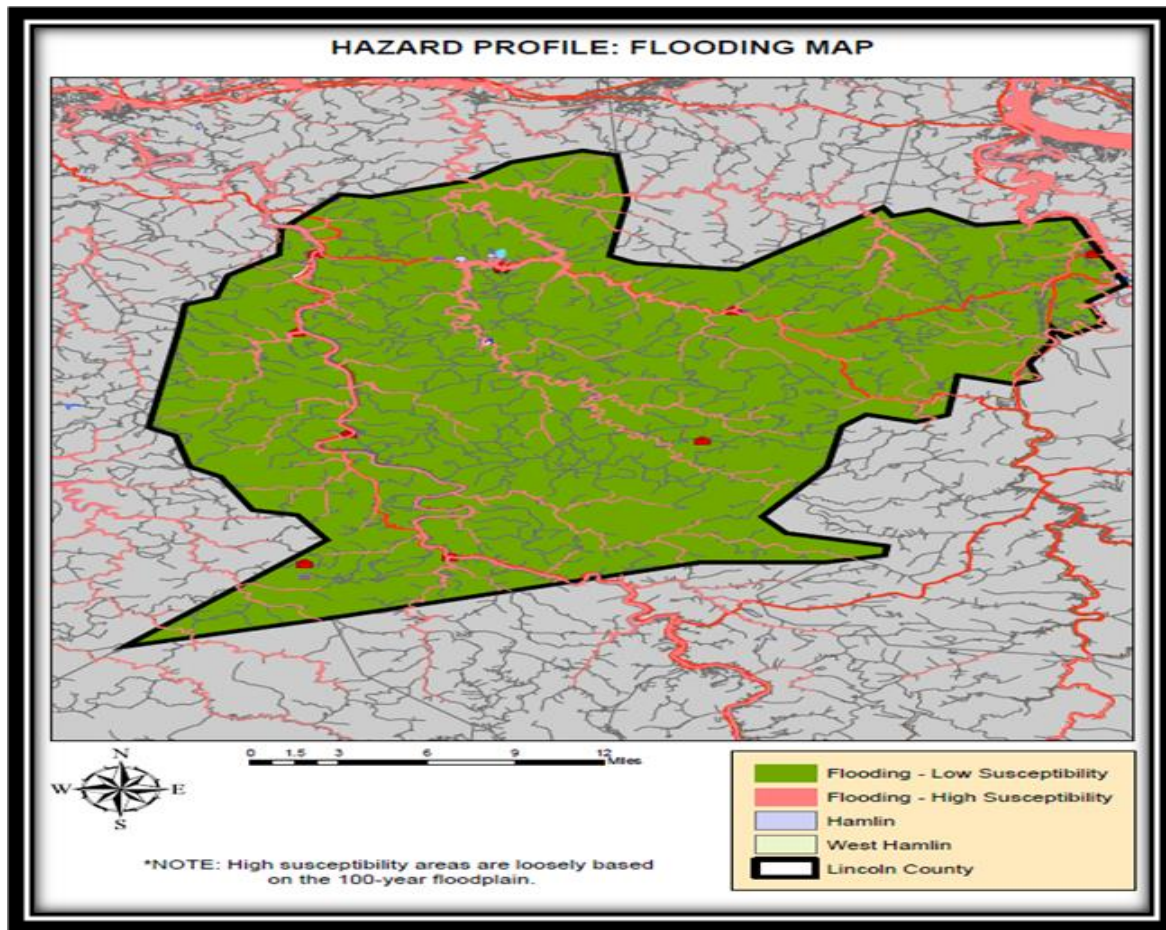 HAZARD PROFILE: FLOODING MAP
N
W E
S
0 1.5 3 6 9 12
Miles
*NOTE: High susceptibility areas are loosely based
on the 100-year floodplain.
Flooding - Low Susceptibility
Flooding - High Susceptibility
Hamlin
West Hamlin
Lincoln County